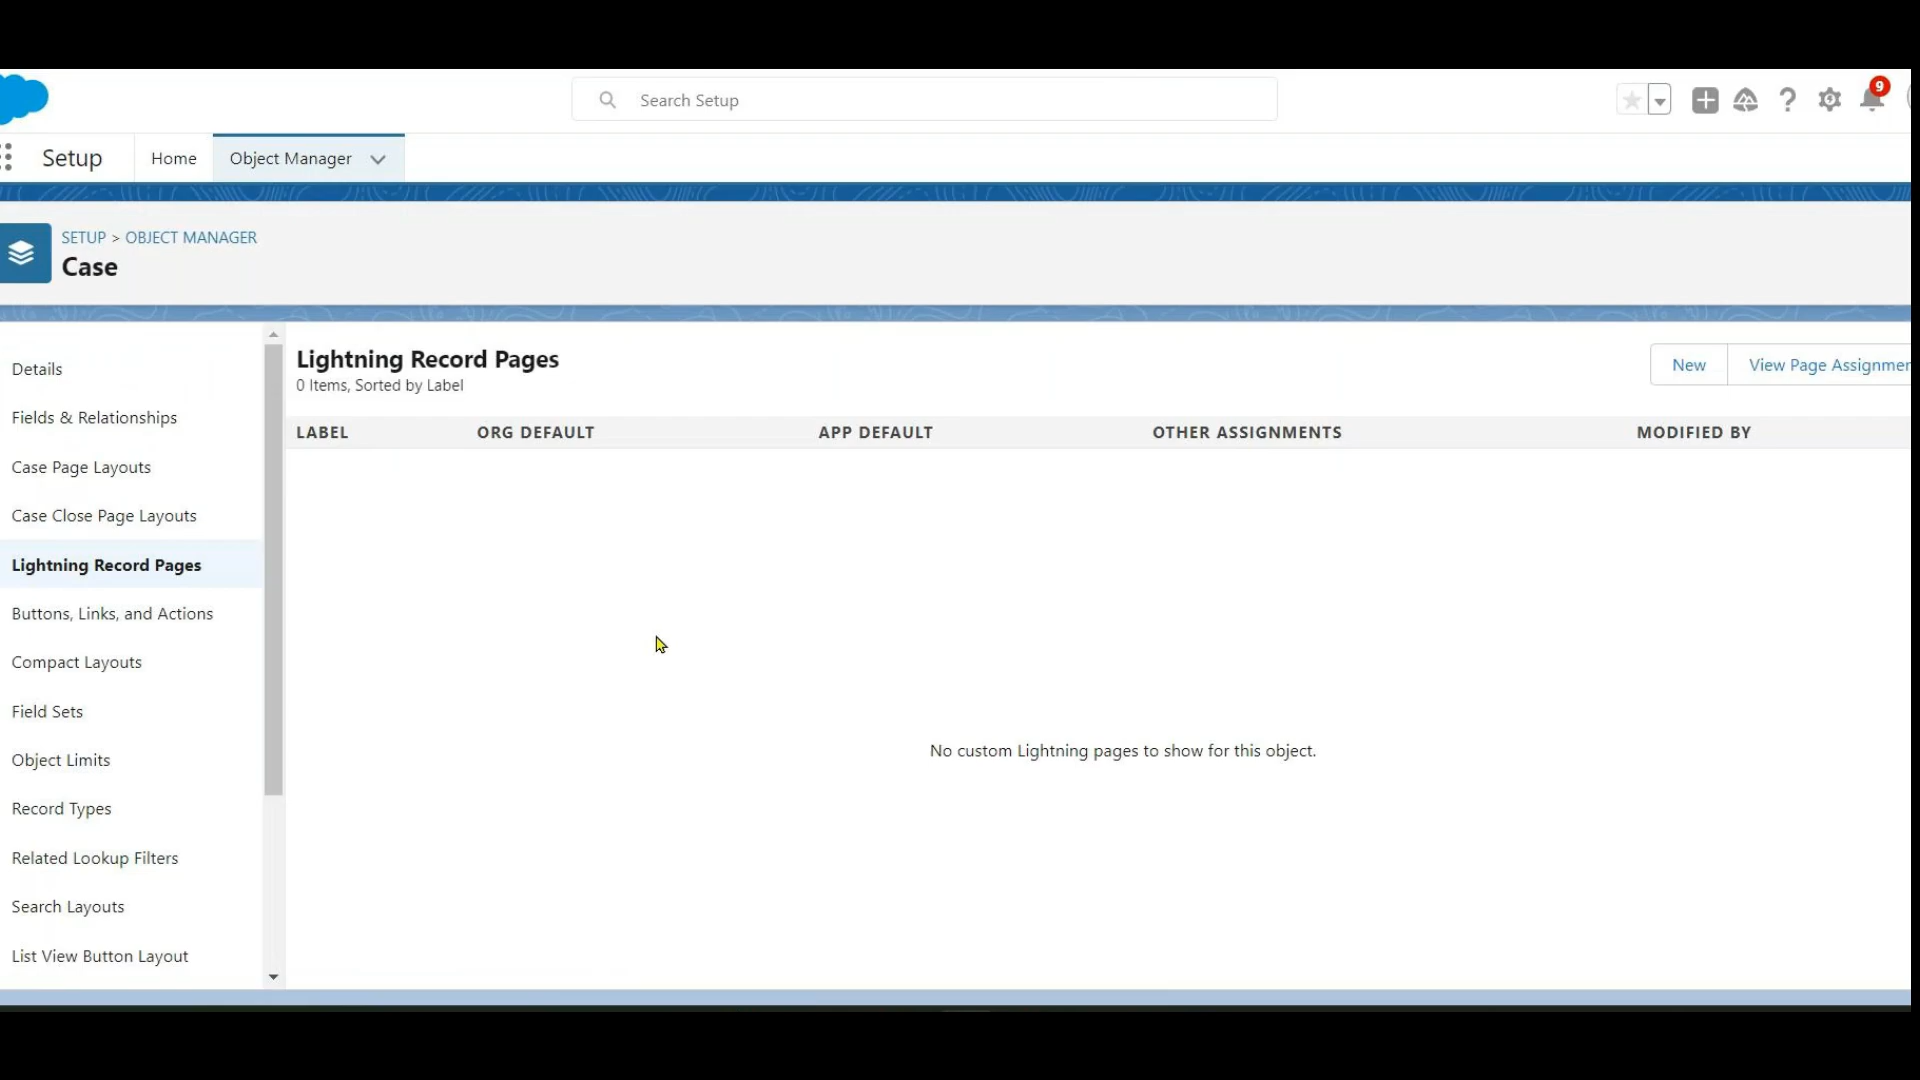 Search Setup
9
Setup
Home
Object Manager
SETUP > OBJECT MANAGER
Case
Details
Fields & Relationships
Case Page Layouts
Case Close Page Layouts
Lightning Record Pages
Buttons, Links, and Actions
Compact Layouts
Field Sets
Object Limits
Record Types
Related Lookup Filters
Search Layouts
List View Button Layout
Lightning Record Pages
0 Items, Sorted by Label
New
View Page Assignmen
LABEL
ORG DEFAULT
APP DEFAULT
OTHER ASSIGNMENTS
MODIFIED BY
No custom Lightning pages to show for this object.